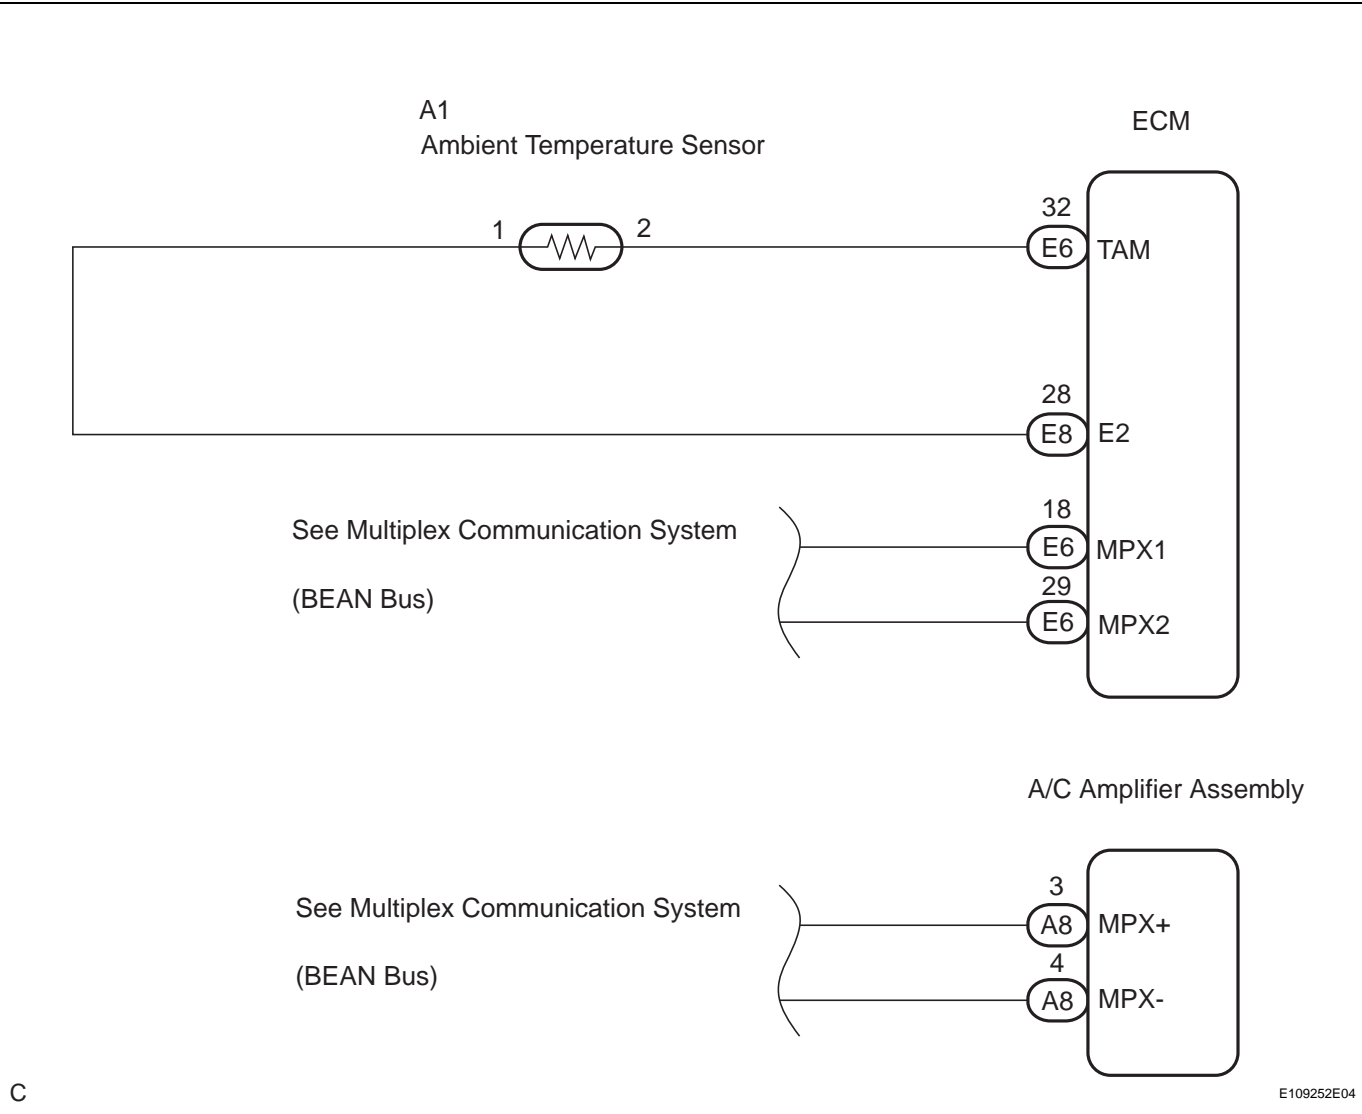 A1
Ambient Temperature Sensor
ECM
1
2
32
E6
TAM
28
E8
E2
See Multiplex Communication System
(BEAN Bus)
18
E6
MPX1
29
E6
MPX2
A/C Amplifier Assembly
See Multiplex Communication System
(BEAN Bus)
3
A8
MPX+
4
A8
MPX-
C
E109252E04